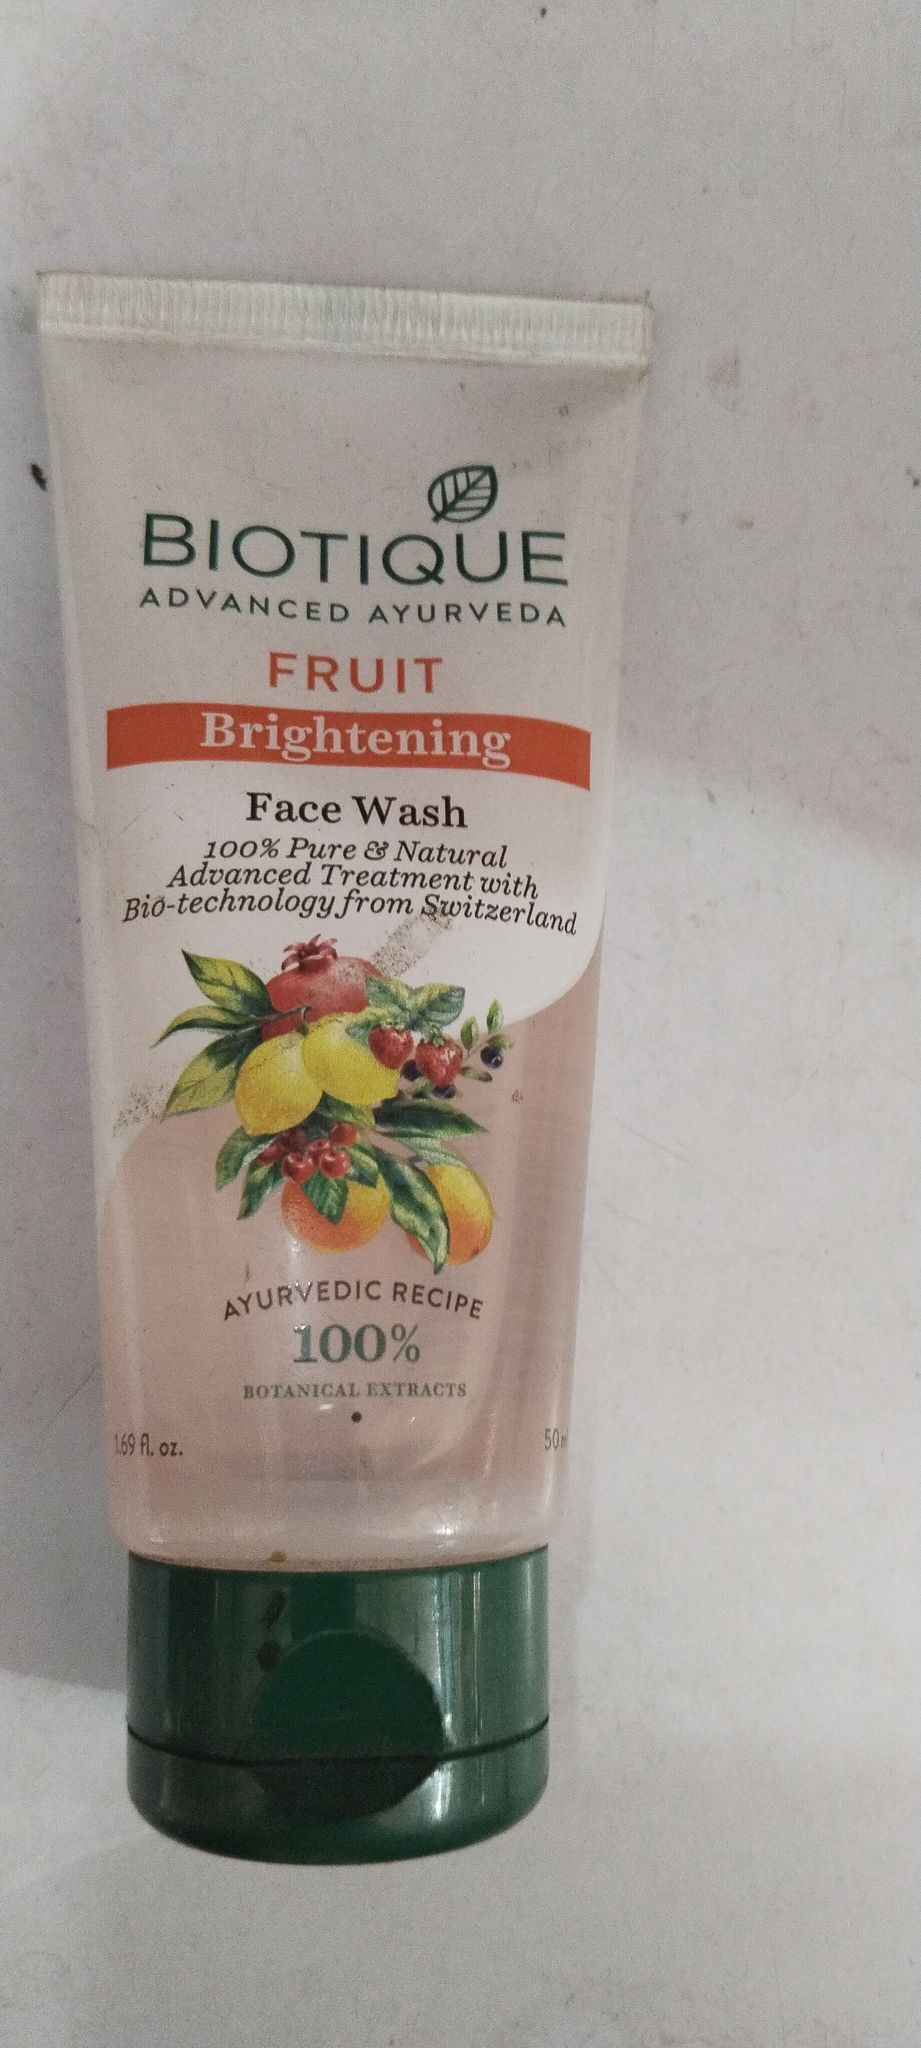 BIOTIQUE
ADVANCED AYURVEDA
FRUIT
Brightening
Face Wash
100% Pure & Natural
Advanced Treatment with
Bio-technology from Switzerland
AYURVEDIC RECIPE
100%
BOTANICAL EXTRACTS
1.69 fl. oz.
50